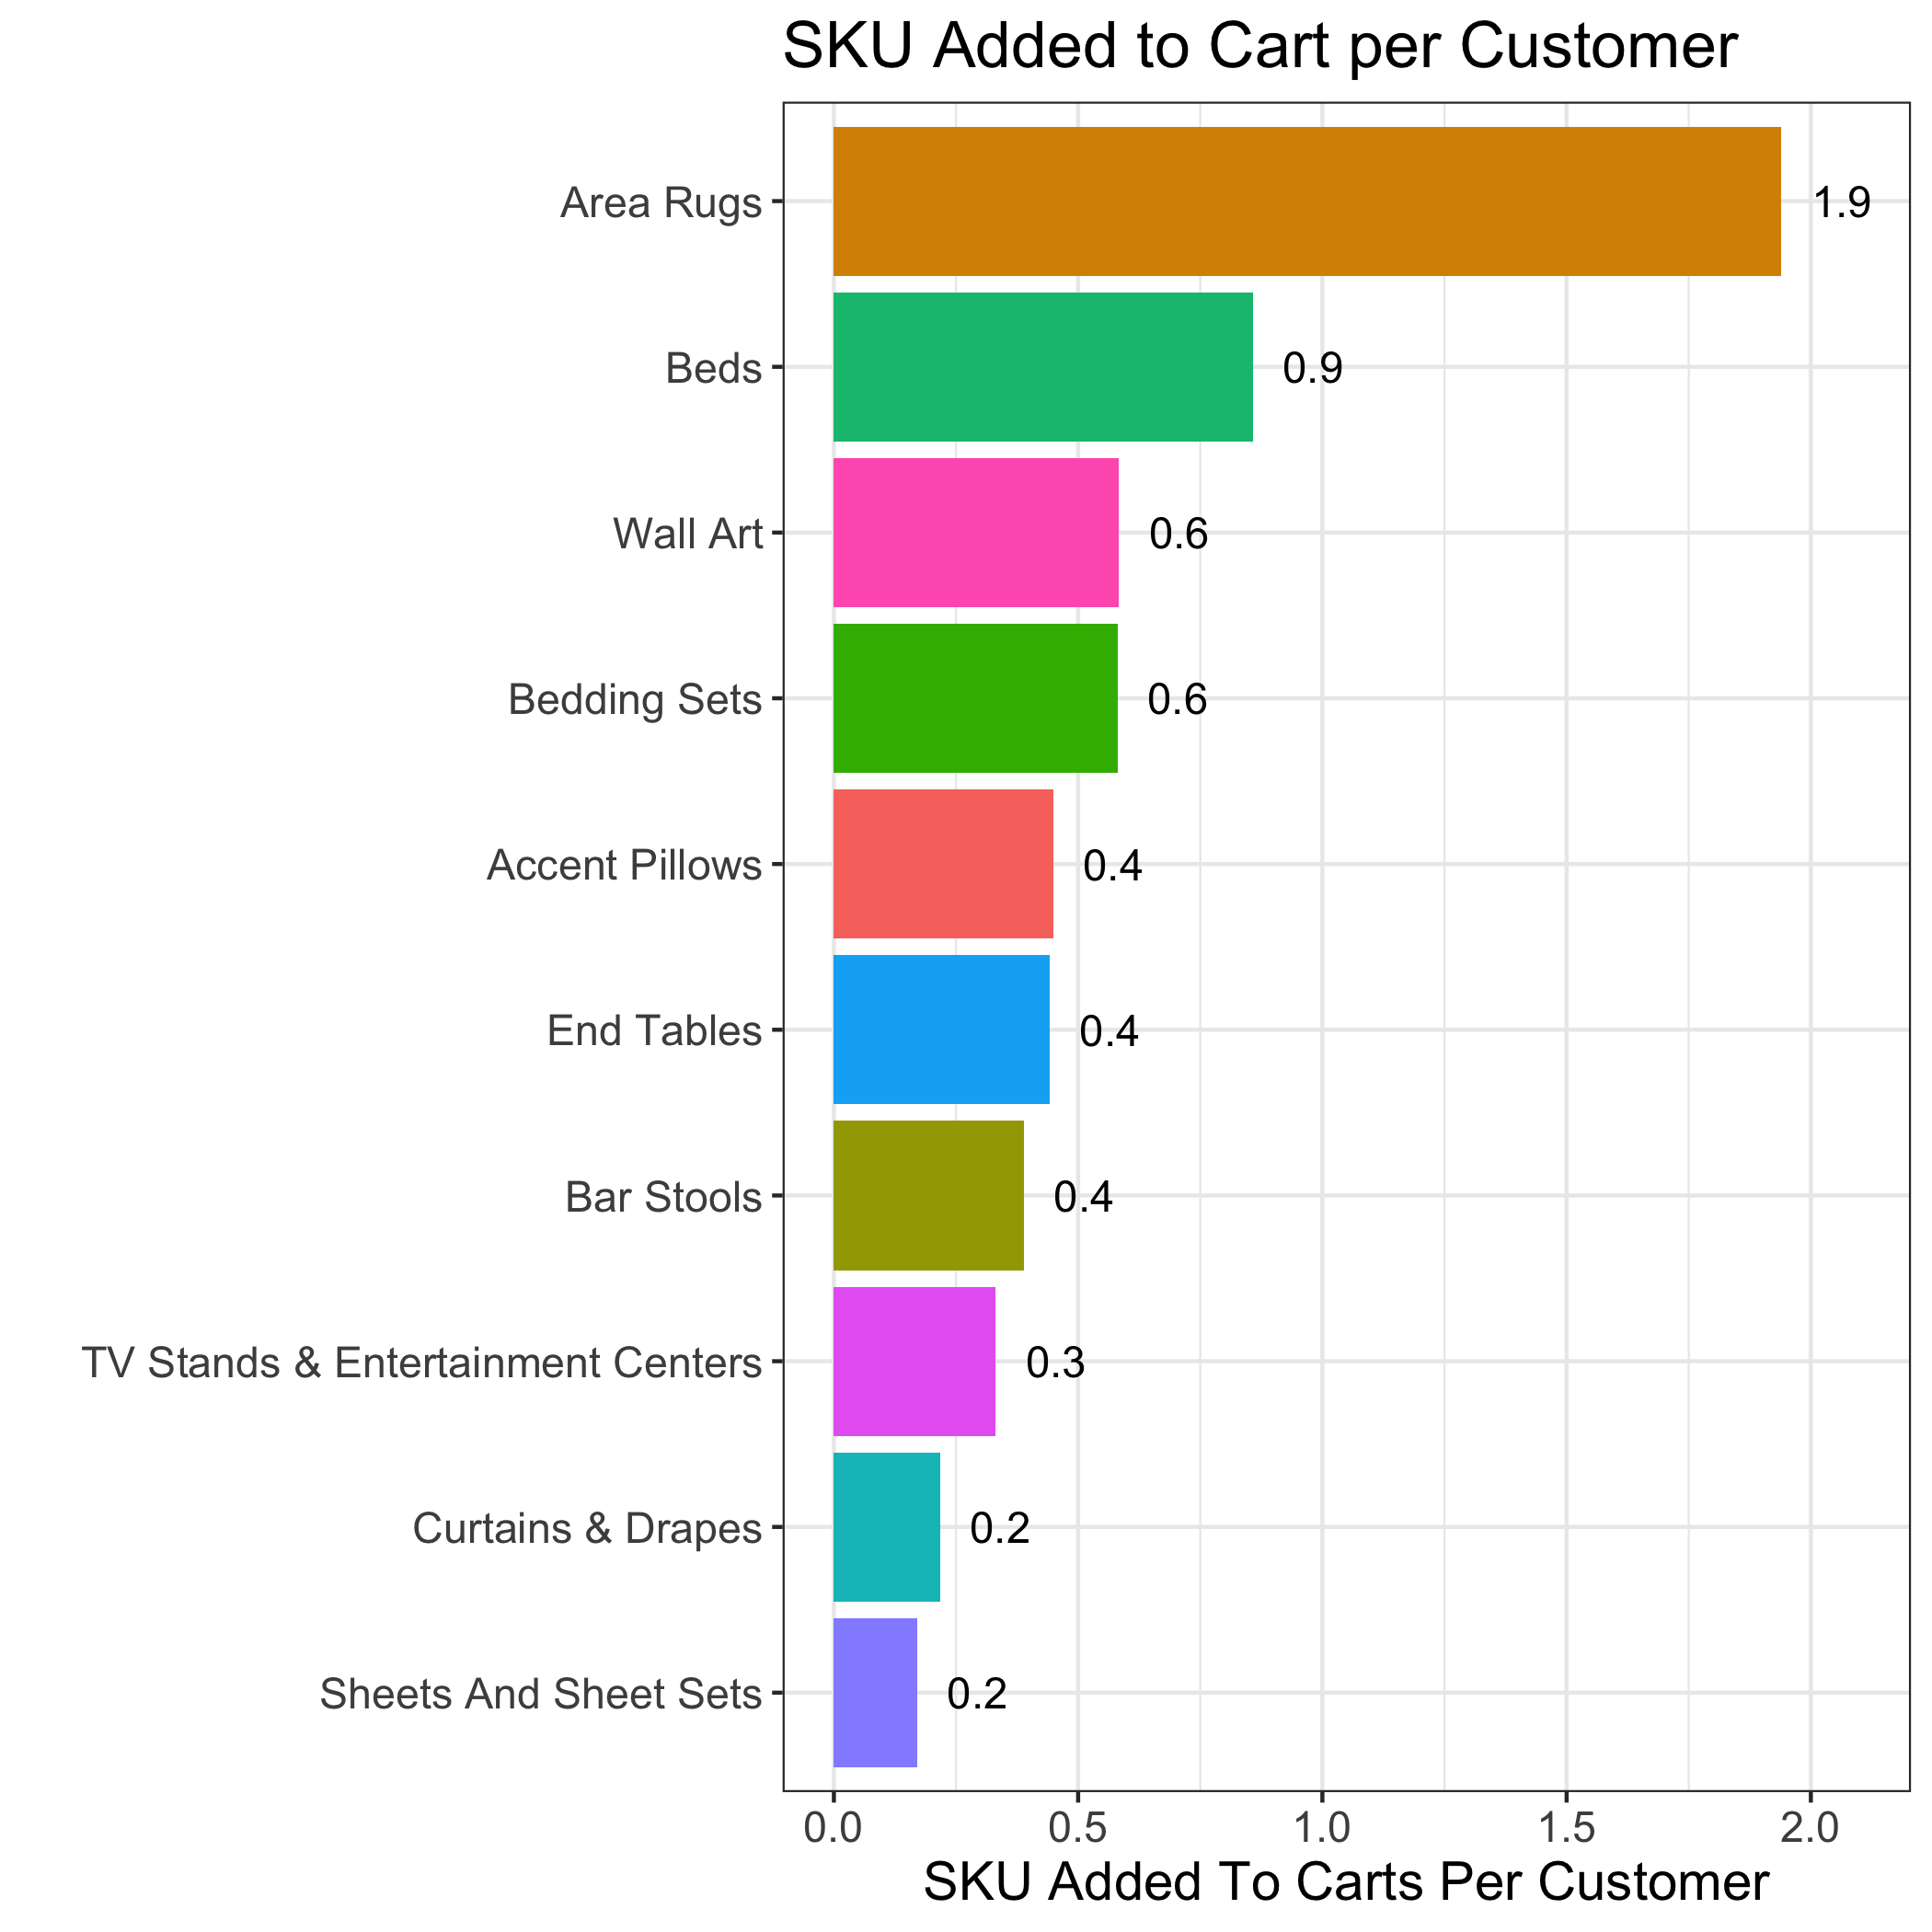 SKU Added to Cart per Customer
Area Rugs 1.9
Beds 0.9
Wall Art 0.6
Bedding Sets 0.6
Accent Pillows 0.4
End Tables 0.4
Bar Stools 0.4
TV Stands & Entertainment Centers 0.3
Curtains & Drapes 0.2
Sheets And Sheet Sets 0.2
0.0 0.5 1.0 1.5 2.0
SKU Added To Carts Per Customer